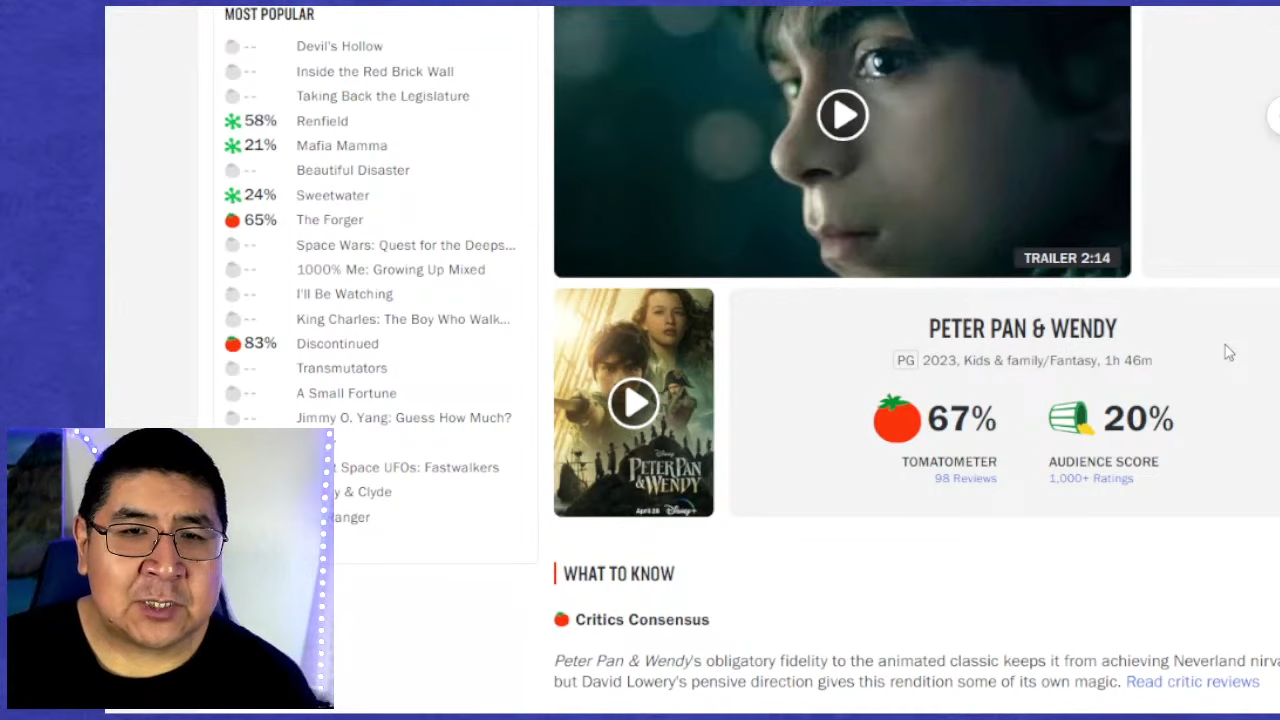 MOST POPULAR
-- Devil's Hollow
-- Inside the Red Brick Wall
-- Taking Back the Legislature
58% Renfield
21% Mafia Mamma
-- Beautiful Disaster
24% Sweetwater
65% The Forger
-- Space Wars: Quest for the Deeps...
-- 1000% Me: Growing Up Mixed
-- I'll Be Watching
-- King Charles: The Boy Who Walk...
83% Discontinued
-- Transmutators
-- A Small Fortune
-- Jimmy O. Yang: Guess How Much?
Space UFOs: Fastwalkers
& Clyde
TRAILER 2:14
Disney
PETER PAN
& WENDY
April 28 Disney+
PETER PAN & WENDY
PG 2023, Kids & family/Fantasy, 1h 46m
67% 20%
TOMATOMETER AUDIENCE SCORE
98 Reviews 1,000+ Ratings
WHAT TO KNOW
Critics Consensus
Peter Pan & Wendy's obligatory fidelity to the animated classic keeps it from achieving Neverland
but David Lowery's pensive direction gives this rendition some of its own magic. Read critic reviews